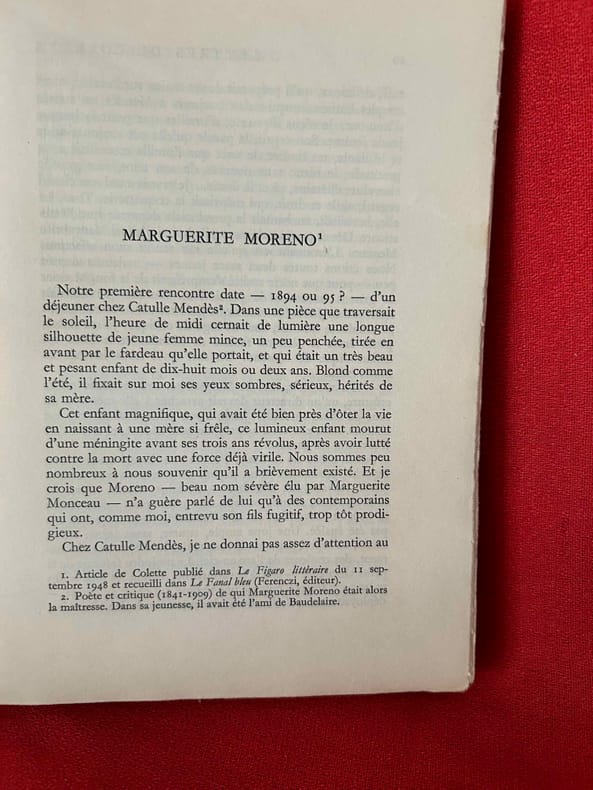 MARGUERITE MORENO¹
Notre première rencontre date — 1894 ou 95 ? — d'un
déjeuner chez Catulle Mendès². Dans une pièce que traversait
le soleil, l'heure de midi cernait de lumière une longue
silhouette de jeune femme mince, un peu penchée, tirée en
avant par le fardeau qu'elle portait, et qui était un très beau
et pesant enfant de dix-huit mois ou deux ans. Blond comme
l'été, il fixait sur moi ses yeux sombres, sérieux, hérités de
sa mère.
Cet enfant magnifique, qui avait été bien près d'ôter la vie
en naissant à une mère si frêle, ce lumineux enfant mourut
d'une méningite avant ses trois ans révolus, après avoir lutté
contre la mort avec une force déjà virile. Nous sommes peu
nombreux à nous souvenir qu'il a brièvement existé. Et je
crois que Moreno — beau nom sévère élu par Marguerite
Monceau — n'a guère parlé de lui qu'à des contemporains
qui ont, comme moi, entrevu son fils fugitif, trop tôt prodi-
gieux.
Chez Catulle Mendès, je ne donnai pas assez d'attention au
1. Article de Colette publié dans Le Figaro littéraire du 11 sep-
tembre 1948 et recueilli dans Le Fanal bleu (Ferenczi, éditeur).
2. Poète et critique (1841-1909) de qui Marguerite Moreno était alors
la maîtresse. Dans sa jeunesse, il avait été l'ami de Baudelaire.